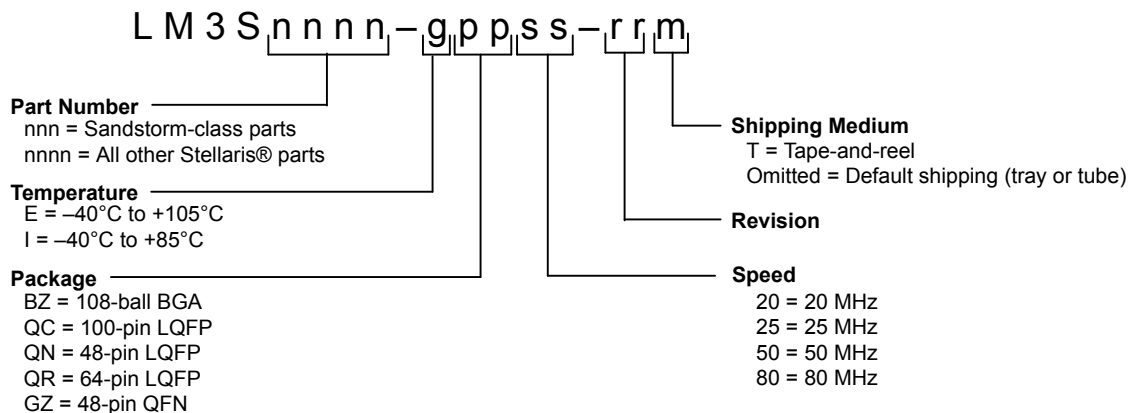 LM3Snnnn–gppss–rrm
Part Number
nnn = Sandstorm-class parts
nnnn = All other Stellaris® parts
Temperature
E = –40°C to +105°C
I = –40°C to +85°C
Package
BZ = 108-ball BGA
QC = 100-pin LQFP
QN = 48-pin LQFP
QR = 64-pin LQFP
GZ = 48-pin QFN
Shipping Medium
T = Tape-and-reel
Omitted = Default shipping (tray or tube)
Revision
Speed
20 = 20 MHz
25 = 25 MHz
50 = 50 MHz
80 = 80 MHz